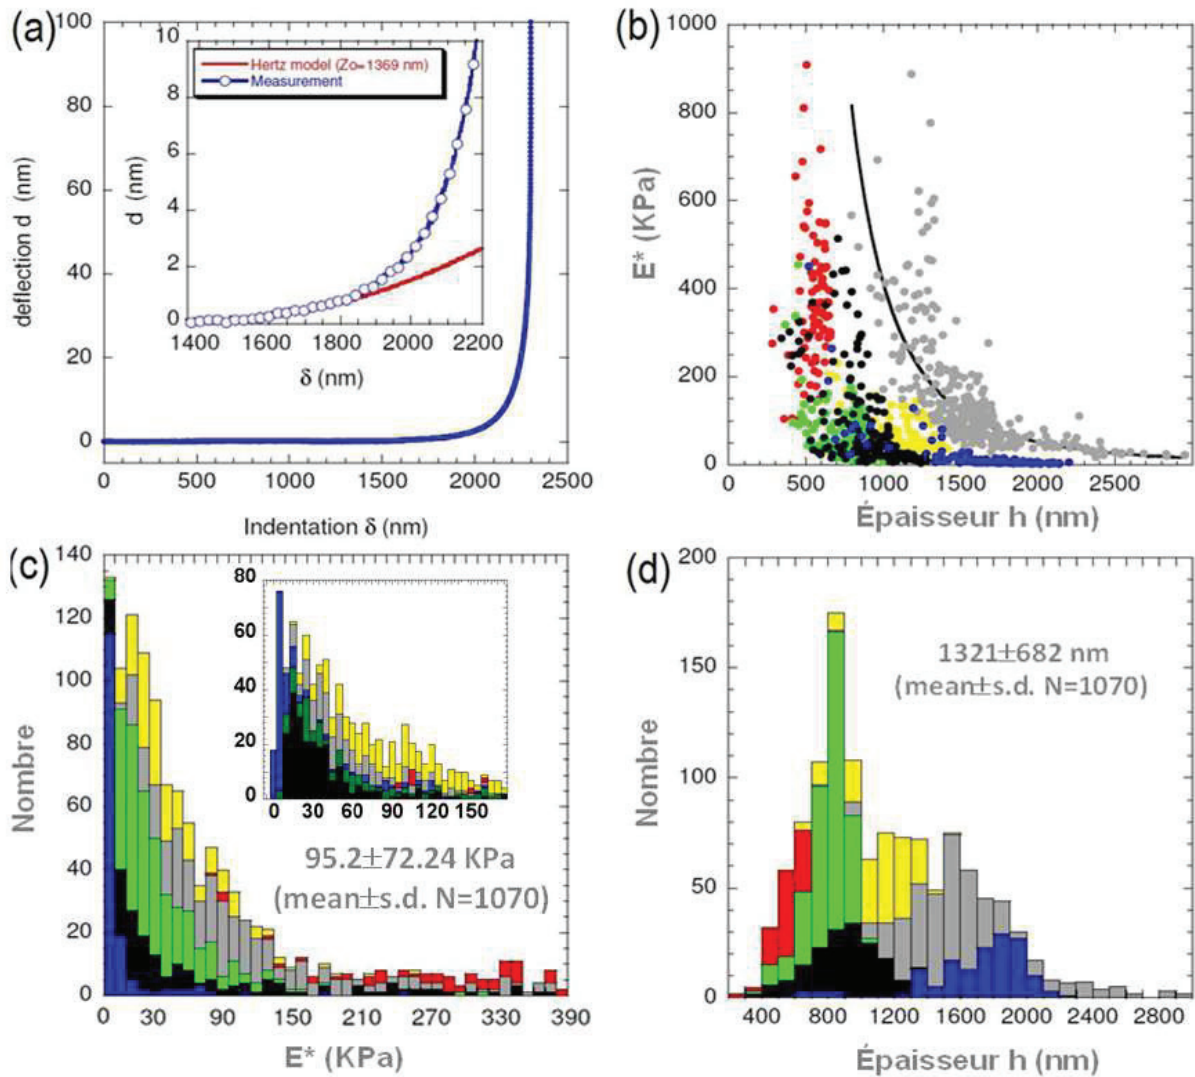 (a)
100
80
60
40
20
0
deflection d (nm)
10
8
6
4
2
0
d (nm)
Hertz model (Zo=1369 nm)
Measurement
1400 1600 1800 2000 2200
δ (nm)
0 500 1000 1500 2000 2500
Indentation δ (nm)
(b)
1000
800
600
400
200
0
E* (KPa)
0 500 1000 1500 2000 2500
Épaisseur h (nm)
(c)
140
120
100
80
60
40
20
0
Nombre
80
60
40
20
0
0 30 60 90 120 150
95.2±72.24 KPa
(mean±s.d. N=1070)
0 30 90 150 210 270 330 390
E* (KPa)
(d)
200
150
100
50
0
Nombre
1321±682 nm
(mean±s.d. N=1070)
400 800 1200 1600 2000 2400 2800
Épaisseur h (nm)